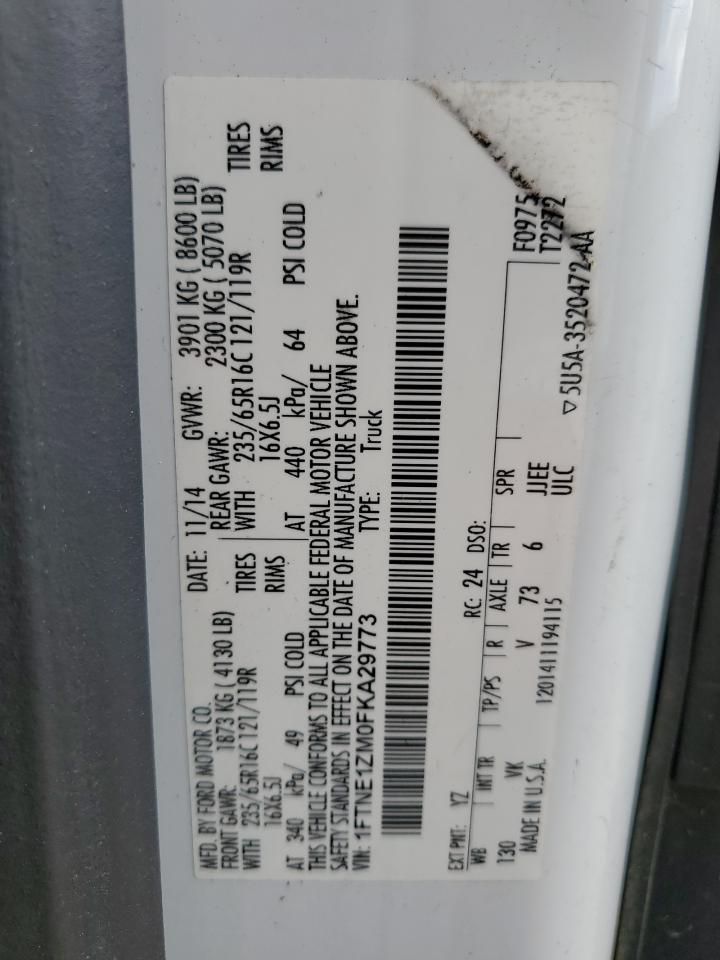 MFD. BY FORD MOTOR CO. DATE: 11/14 GVWR: 3901 KG ( 8600 LB)
FRONT GAWR: 1873 KG ( 4130 LB) REAR GAWR: 2300 KG ( 5070 LB)
WITH 235/65R16C 121/119R TIRES WITH 235/65R16C 121/119R TIRES
16X6.5J RIMS 16X6.5J RIMS
AT 340 kPa/ 49 PSI COLD AT 440 kPa/ 64 PSI COLD
THIS VEHICLE CONFORMS TO ALL APPLICABLE FEDERAL MOTOR VEHICLE
SAFETY STANDARDS IN EFFECT ON THE DATE OF MANUFACTURE SHOWN ABOVE.
VIN: 1FTNE1ZM0FKA29773 TYPE: Truck
EXT PNT: YZ RC: 24 DSO: F0975
WB INT TR TP/PS R AXLE TR SPR T2272
130 VK V 73 6 JJEE
MADE IN U.S.A. 1201411194115 ULC
▽ 5U5A-3520472-AA